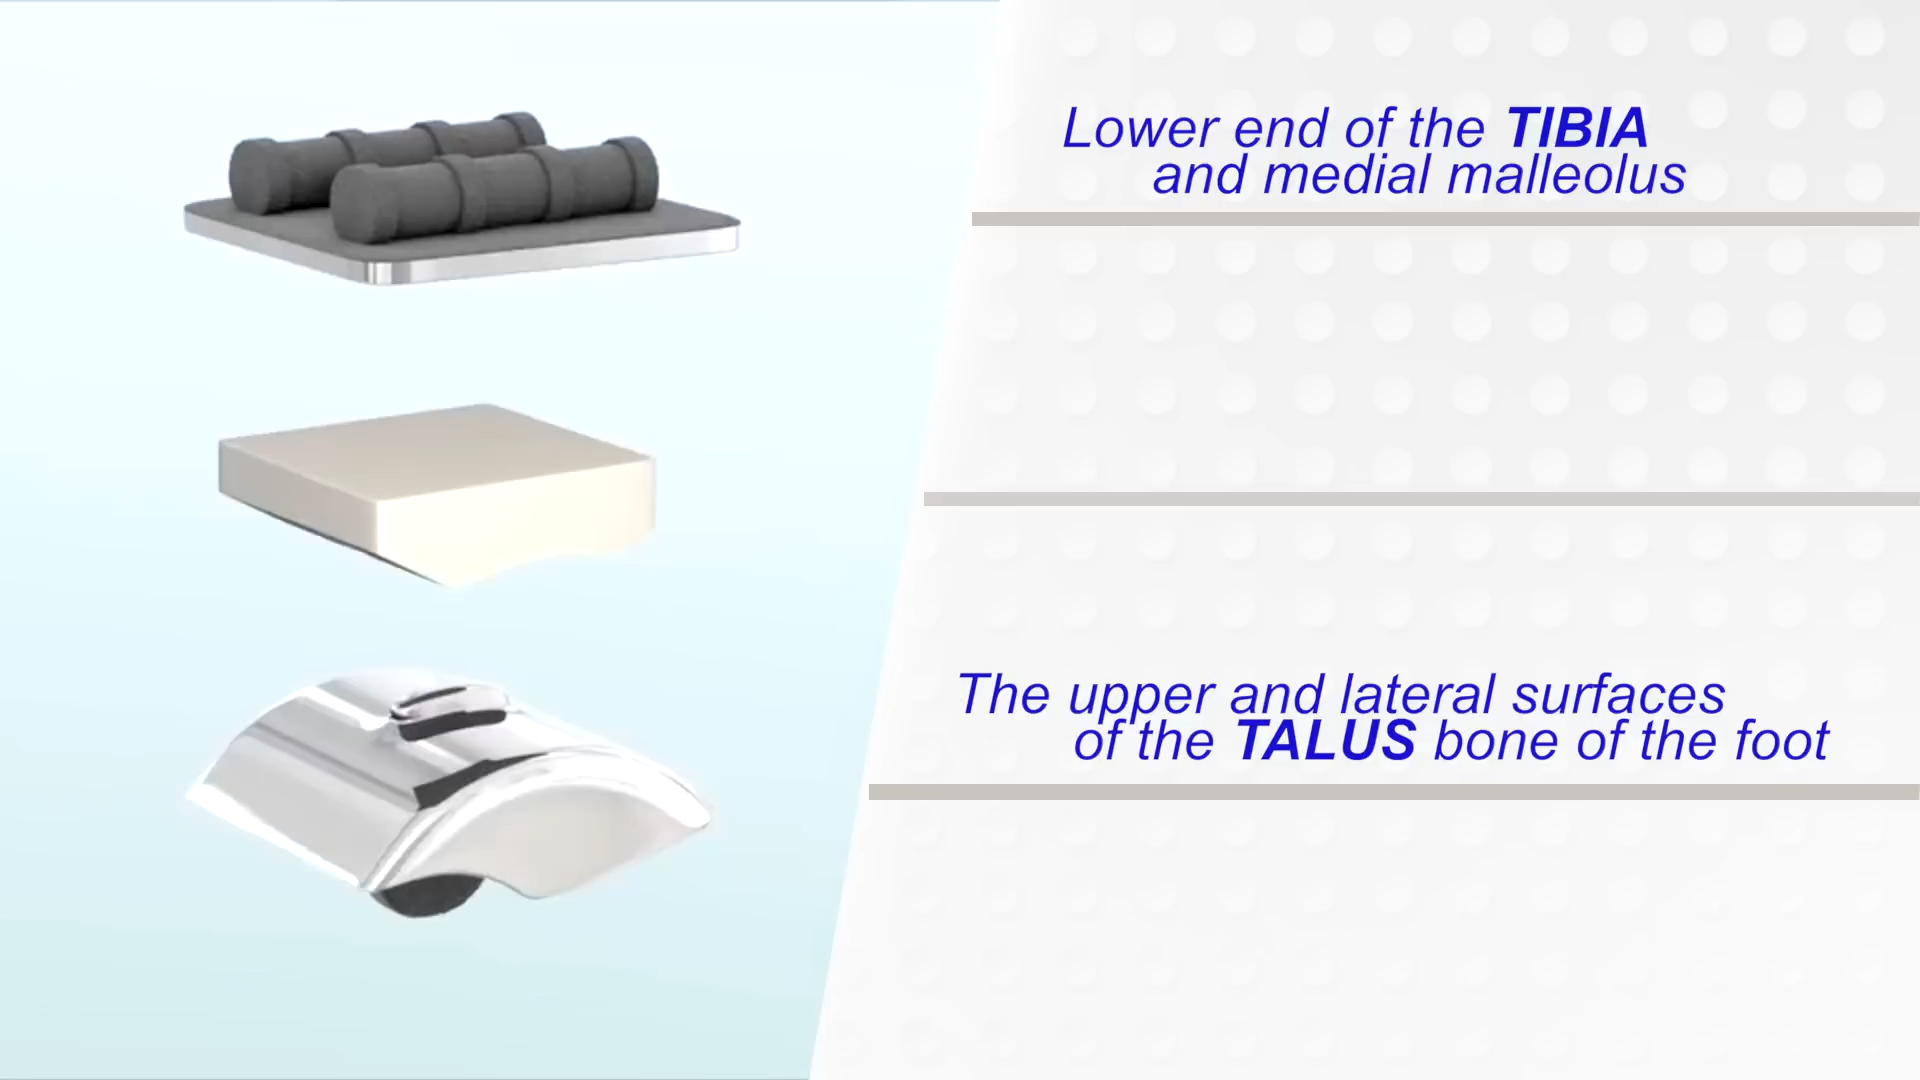 Lower end of the TIBIA
and medial malleolus
The upper and lateral surfaces
of the TALUS bone of the foot